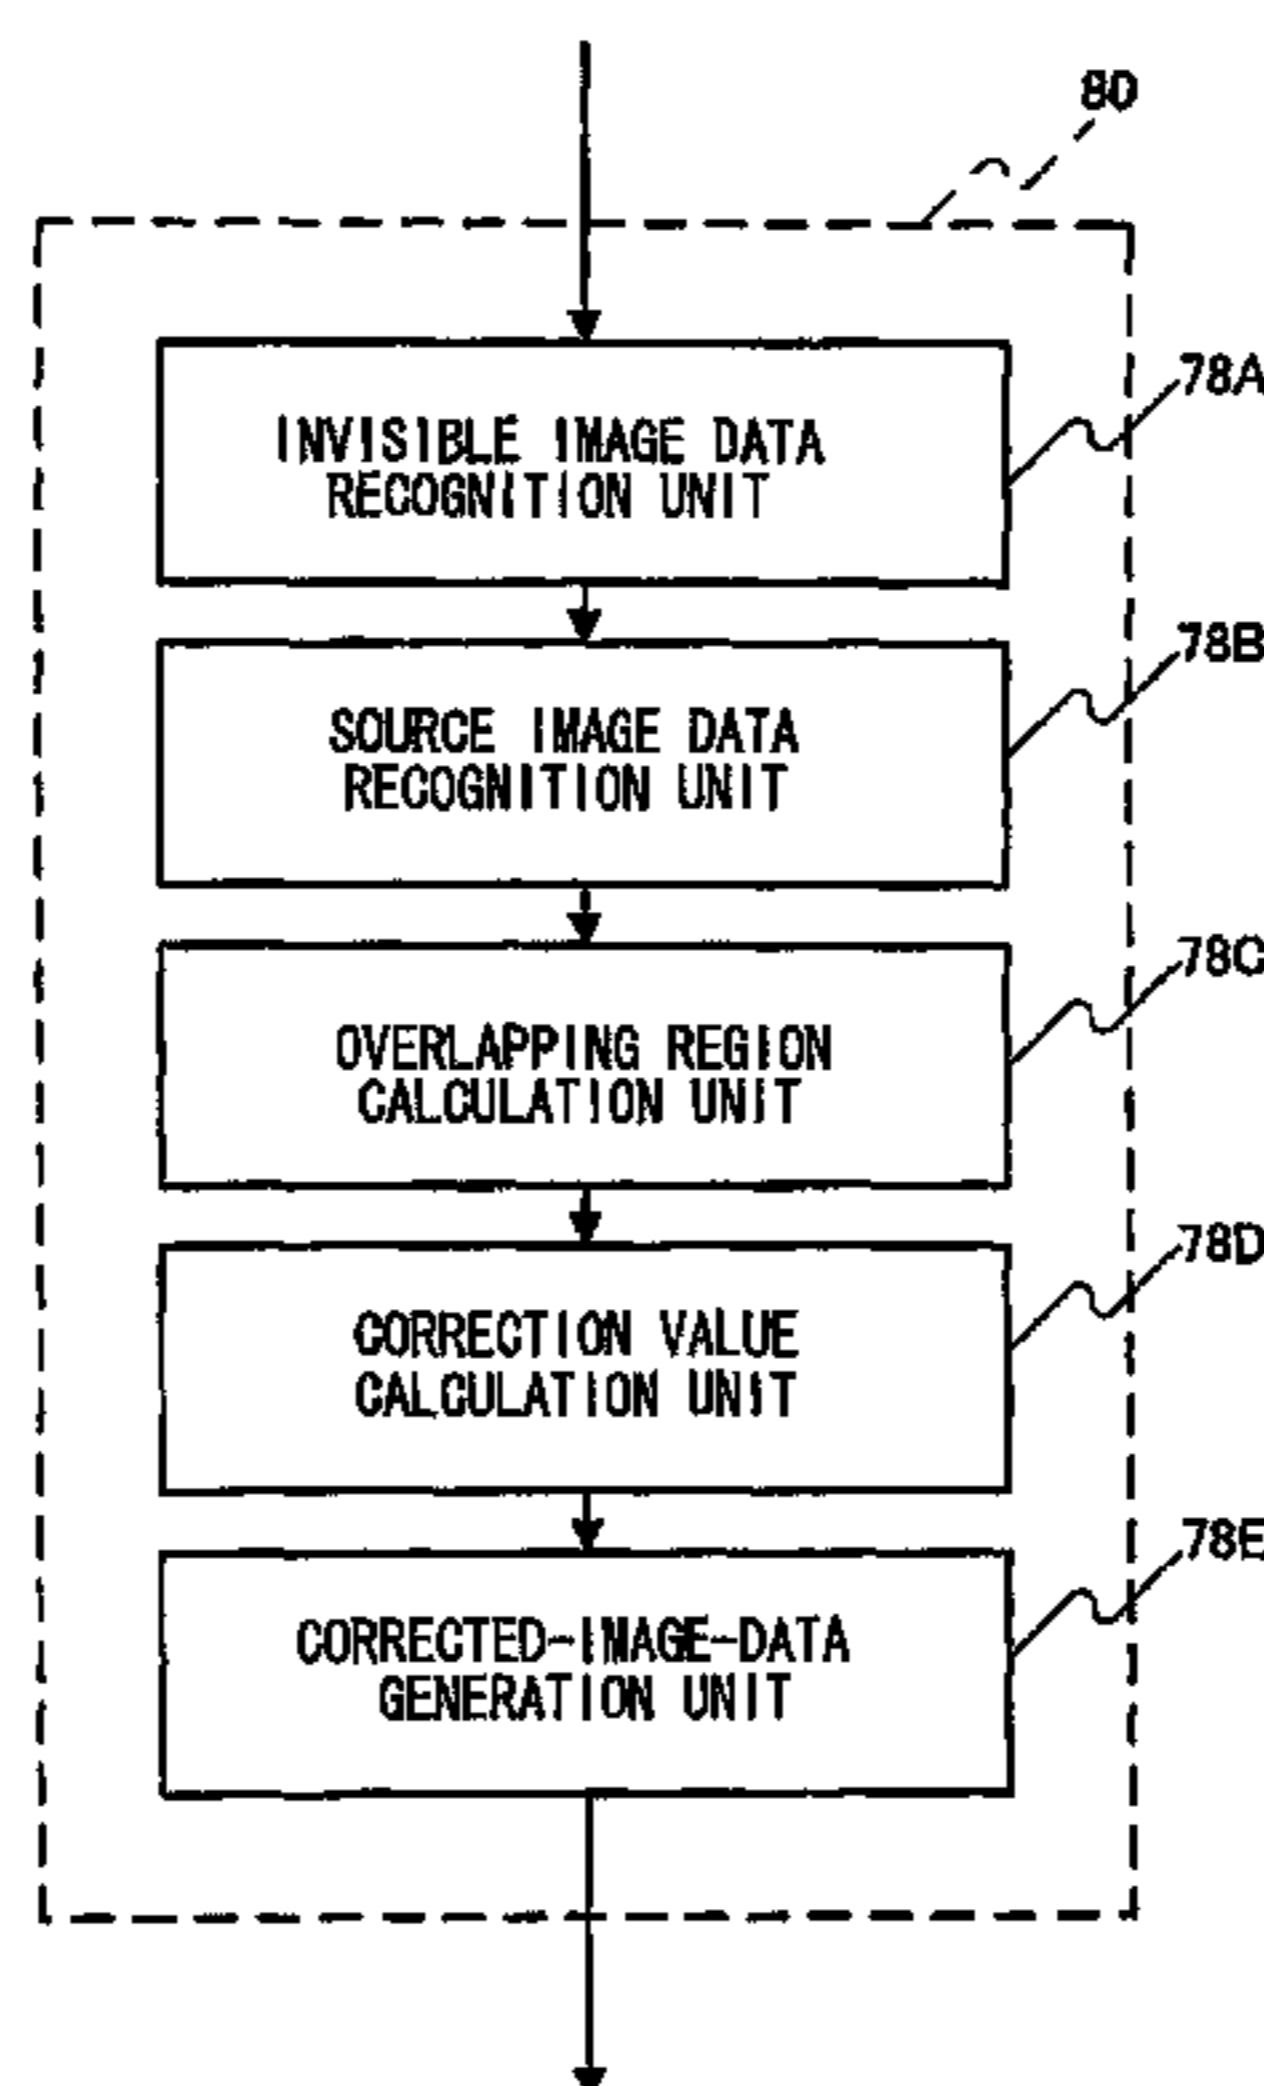 80
78A
INVISIBLE IMAGE DATA
RECOGNITION UNIT
78B
SOURCE IMAGE DATA
RECOGNITION UNIT
78C
OVERLAPPING REGION
CALCULATION UNIT
78D
CORRECTION VALUE
CALCULATION UNIT
78E
CORRECTED-IMAGE-DATA
GENERATION UNIT